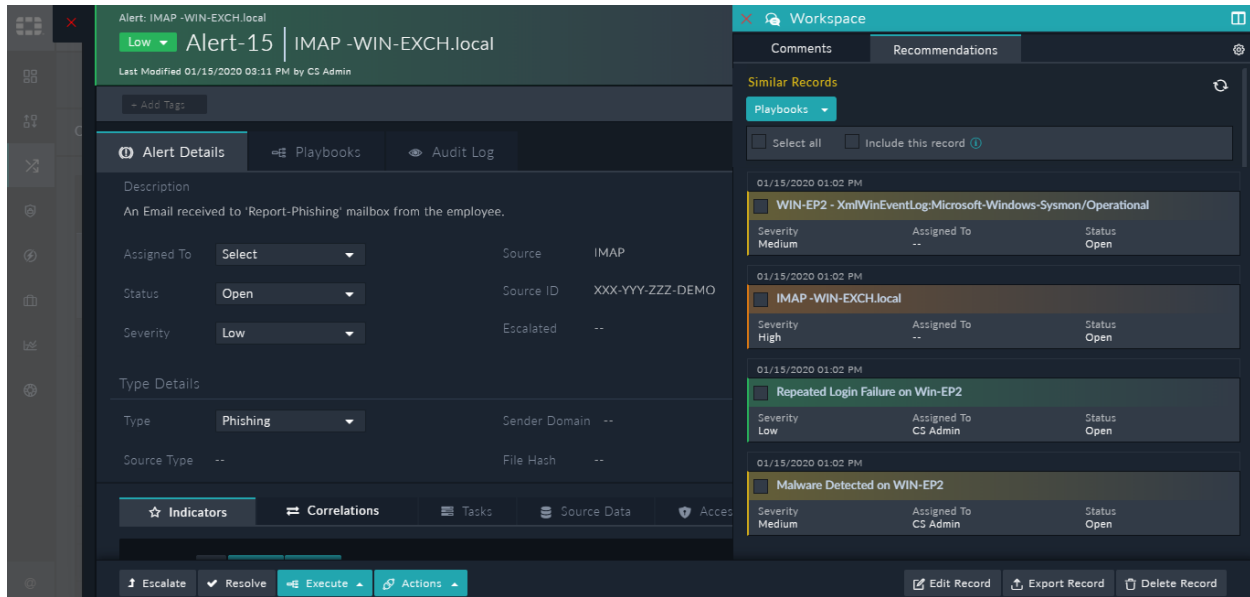 Alert: IMAP -WIN-EXCH.local
Low Alert-15 IMAP -WIN-EXCH.local
Last Modified 01/15/2020 03:11 PM by CS Admin
+ Add Tags
Alert Details Playbooks Audit Log
Description
An Email received to 'Report-Phishing' mailbox from the employee.
Assigned To Select Source IMAP
Status Open Source ID XXX-YYY-ZZZ-DEMO
Severity Low Escalated --
Type Details
Type Phishing Sender Domain --
Source Type -- File Hash --
Indicators Correlations Tasks Source Data Acces
Escalate Resolve Execute Actions Edit Record Export Record Delete Record
Workspace
Comments Recommendations
Similar Records
Playbooks
Select all Include this record
01/15/2020 01:02 PM
WIN-EP2 - XmlWinEventLog:Microsoft-Windows-Sysmon/Operational
Severity Assigned To Status
Medium -- Open
01/15/2020 01:02 PM
IMAP -WIN-EXCH.local
Severity Assigned To Status
High -- Open
01/15/2020 01:02 PM
Repeated Login Failure on Win-EP2
Severity Assigned To Status
Low CS Admin Open
01/15/2020 01:02 PM
Malware Detected on WIN-EP2
Severity Assigned To Status
Medium CS Admin Open